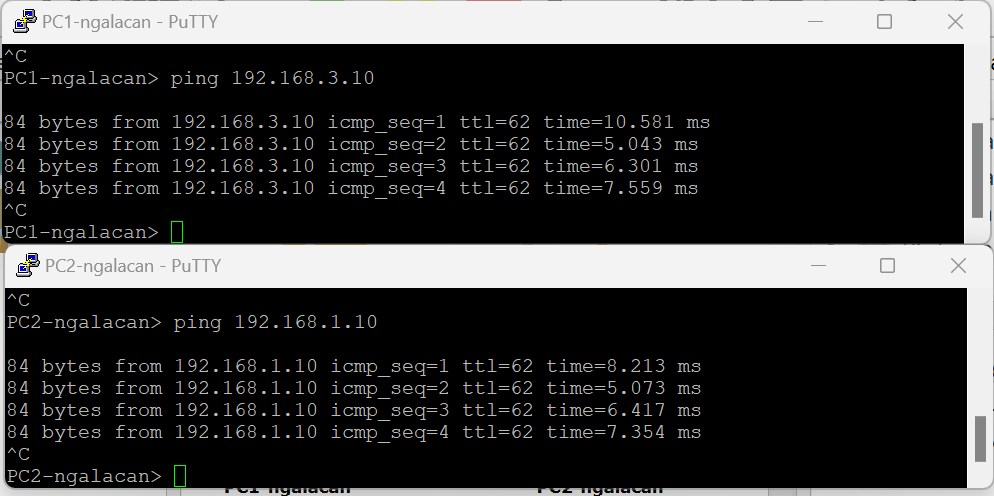 PC1-ngalacan - PuTTY
^C
PC1-ngalacan> ping 192.168.3.10
84 bytes from 192.168.3.10 icmp_seq=1 ttl=62 time=10.581 ms
84 bytes from 192.168.3.10 icmp_seq=2 ttl=62 time=5.043 ms
84 bytes from 192.168.3.10 icmp_seq=3 ttl=62 time=6.301 ms
84 bytes from 192.168.3.10 icmp_seq=4 ttl=62 time=7.559 ms
^C
PC1-ngalacan>
PC2-ngalacan - PuTTY
^C
PC2-ngalacan> ping 192.168.1.10
84 bytes from 192.168.1.10 icmp_seq=1 ttl=62 time=8.213 ms
84 bytes from 192.168.1.10 icmp_seq=2 ttl=62 time=5.073 ms
84 bytes from 192.168.1.10 icmp_seq=3 ttl=62 time=6.417 ms
84 bytes from 192.168.1.10 icmp_seq=4 ttl=62 time=7.354 ms
^C
PC2-ngalacan>
PC1-ngalacan PC2-ngalacan